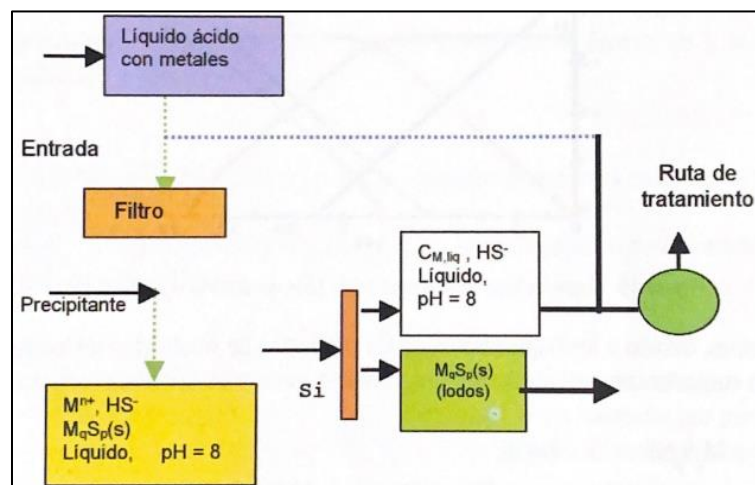 Líquido ácido
con metales
Entrada
Filtro
Ruta de
tratamiento
Precipitante
C_M,liq , HS⁻
Líquido,
pH = 8
Si
M_qS_p(s)
(lodos)
Mⁿ⁺, HS⁻
M_qS_p(s)
Líquido, pH = 8